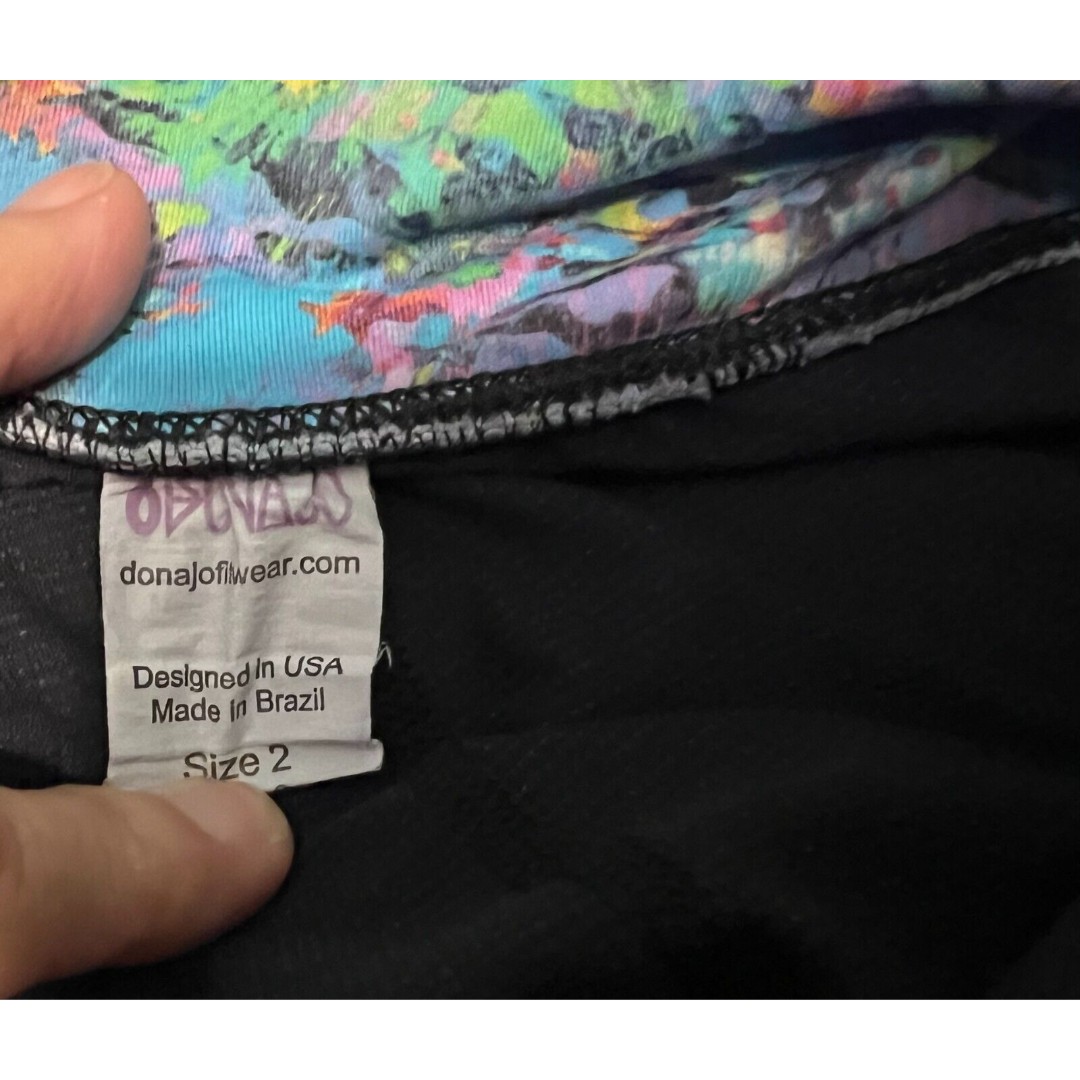 donajofitwear.com
Designed in USA
Made in Brazil
Size 2